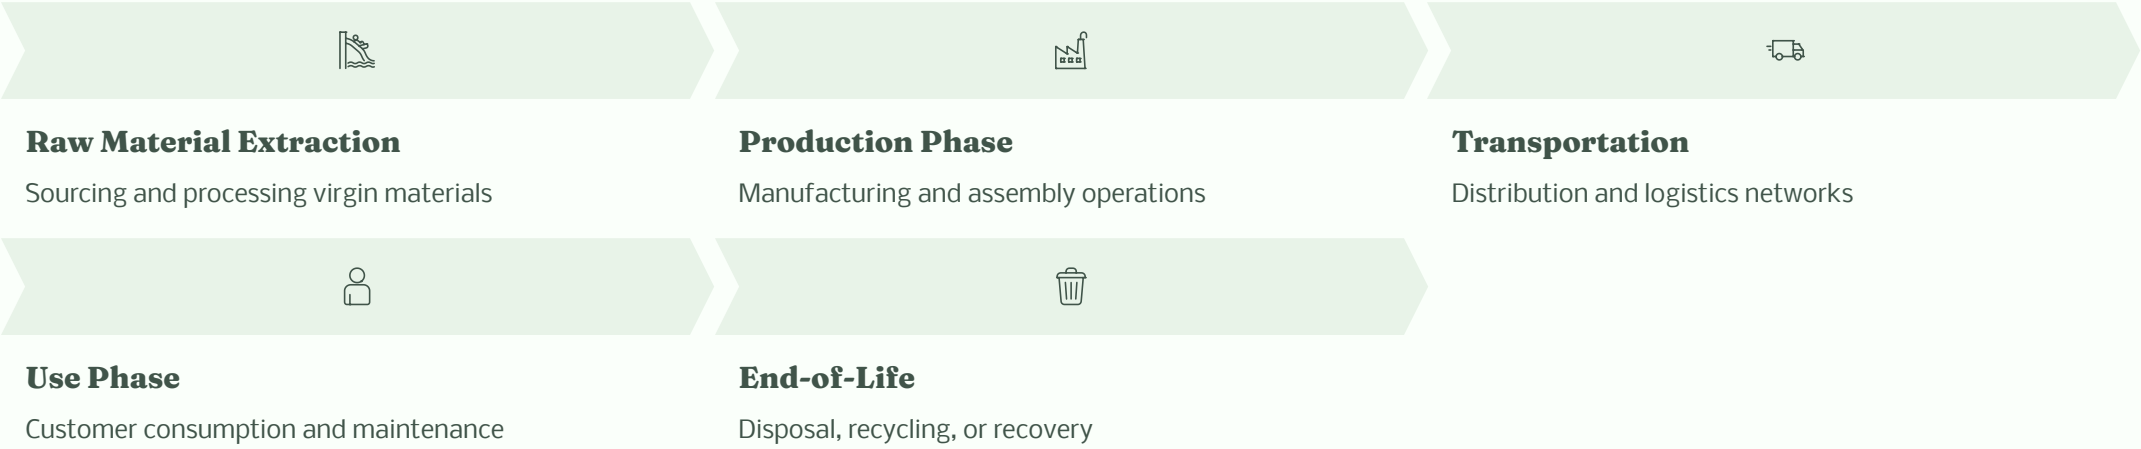 Raw Material Extraction
Sourcing and processing virgin materials
Production Phase
Manufacturing and assembly operations
Transportation
Distribution and logistics networks
Use Phase
Customer consumption and maintenance
End-of-Life
Disposal, recycling, or recovery